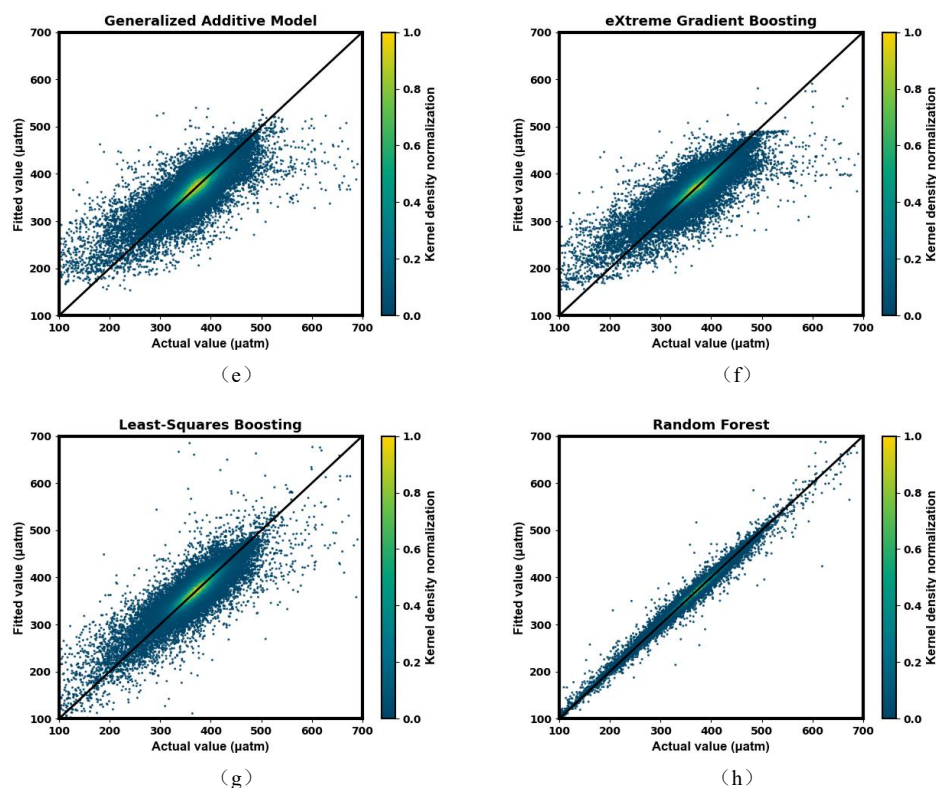 Generalized Additive Model
700
600
500
400
300
200
100
100 200 300 400 500 600 700
Fitted value (µatm)
Actual value (µatm)
1.0
0.8
0.6
0.4
0.2
0.0
Kernel density normalization
（e）
eXtreme Gradient Boosting
700
600
500
400
300
200
100
100 200 300 400 500 600 700
Fitted value (µatm)
Actual value (µatm)
1.0
0.8
0.6
0.4
0.2
0.0
Kernel density normalization
（f）
Least-Squares Boosting
700
600
500
400
300
200
100
100 200 300 400 500 600 700
Fitted value (µatm)
Actual value (µatm)
1.0
0.8
0.6
0.4
0.2
0.0
Kernel density normalization
（g）
Random Forest
700
600
500
400
300
200
100
100 200 300 400 500 600 700
Fitted value (µatm)
Actual value (µatm)
1.0
0.8
0.6
0.4
0.2
0.0
Kernel density normalization
（h）